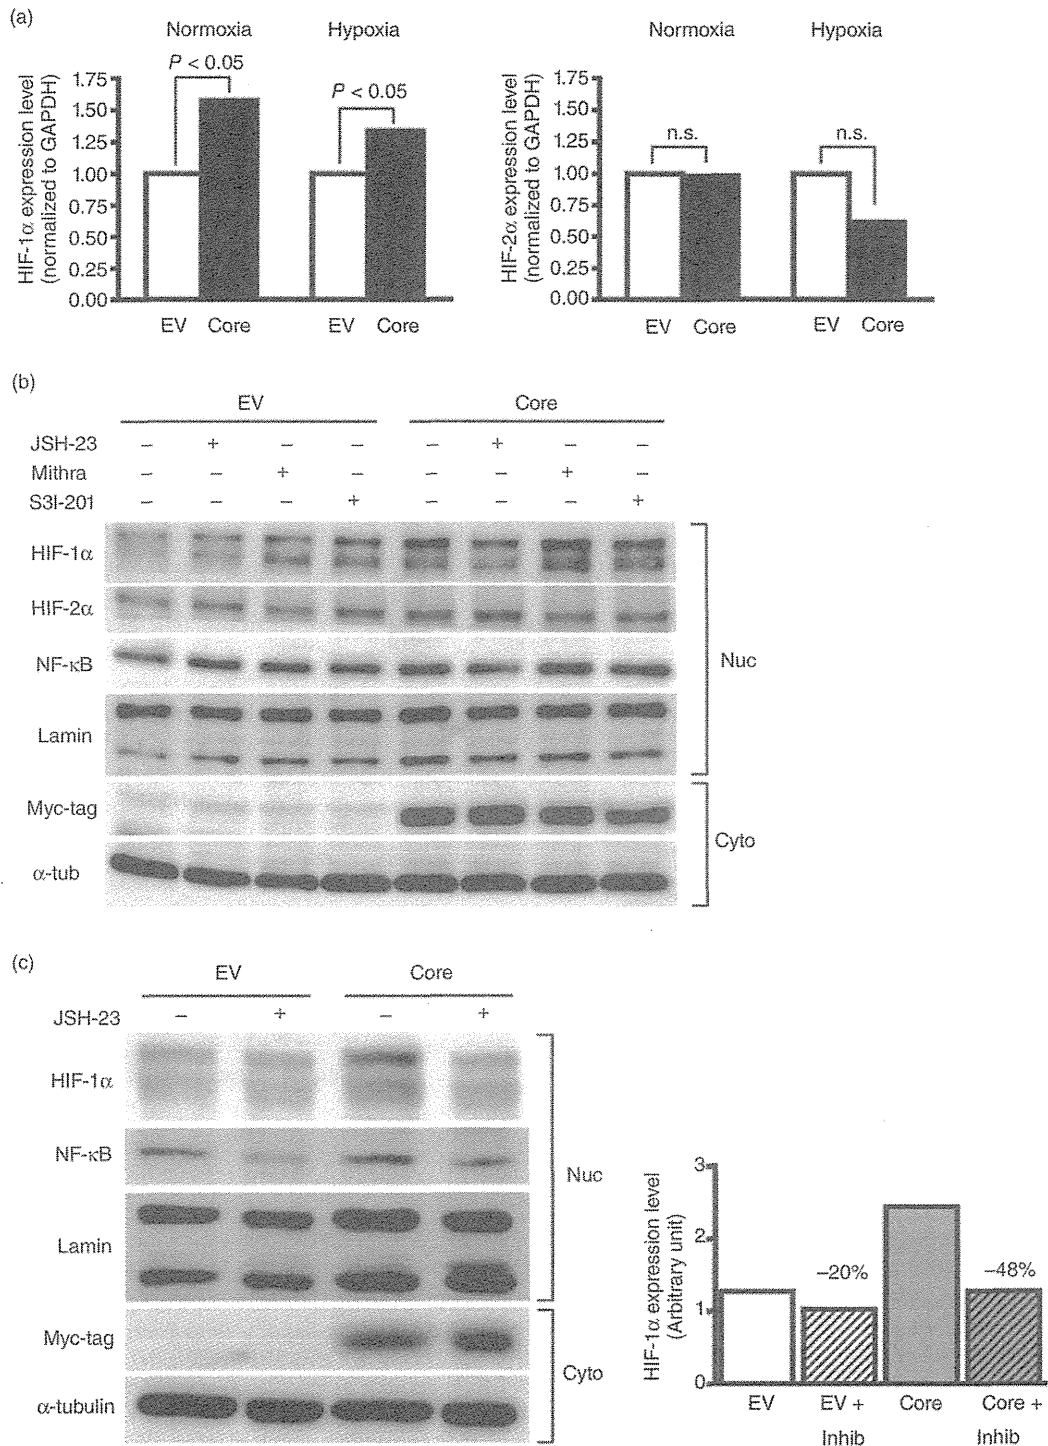 (a)
Normoxia Hypoxia
P < 0.05
P < 0.05
HIF-1α expression level
(normalized to GAPDH)
1.75
1.50
1.25
1.00
0.75
0.50
0.25
0.00
EV Core EV Core
Normoxia Hypoxia
n.s. n.s.
HIF-2α expression level
(normalized to GAPDH)
1.75
1.50
1.25
1.00
0.75
0.50
0.25
0.00
EV Core EV Core
(b)
EV Core
JSH-23 – + – – – + – –
Mithra – – + – – – + –
S3I-201 – – – + – – – +
HIF-1α
HIF-2α
NF-κB
Lamin
Nuc
Myc-tag
α-tub
Cyto
(c)
EV Core
JSH-23 – + – +
HIF-1α
NF-κB
Lamin
Nuc
Myc-tag
α-tubulin
Cyto
HIF-1α expression level
(Arbitrary unit)
3
2
1
0
–20%
–48%
EV EV + Core Core +
Inhib Inhib